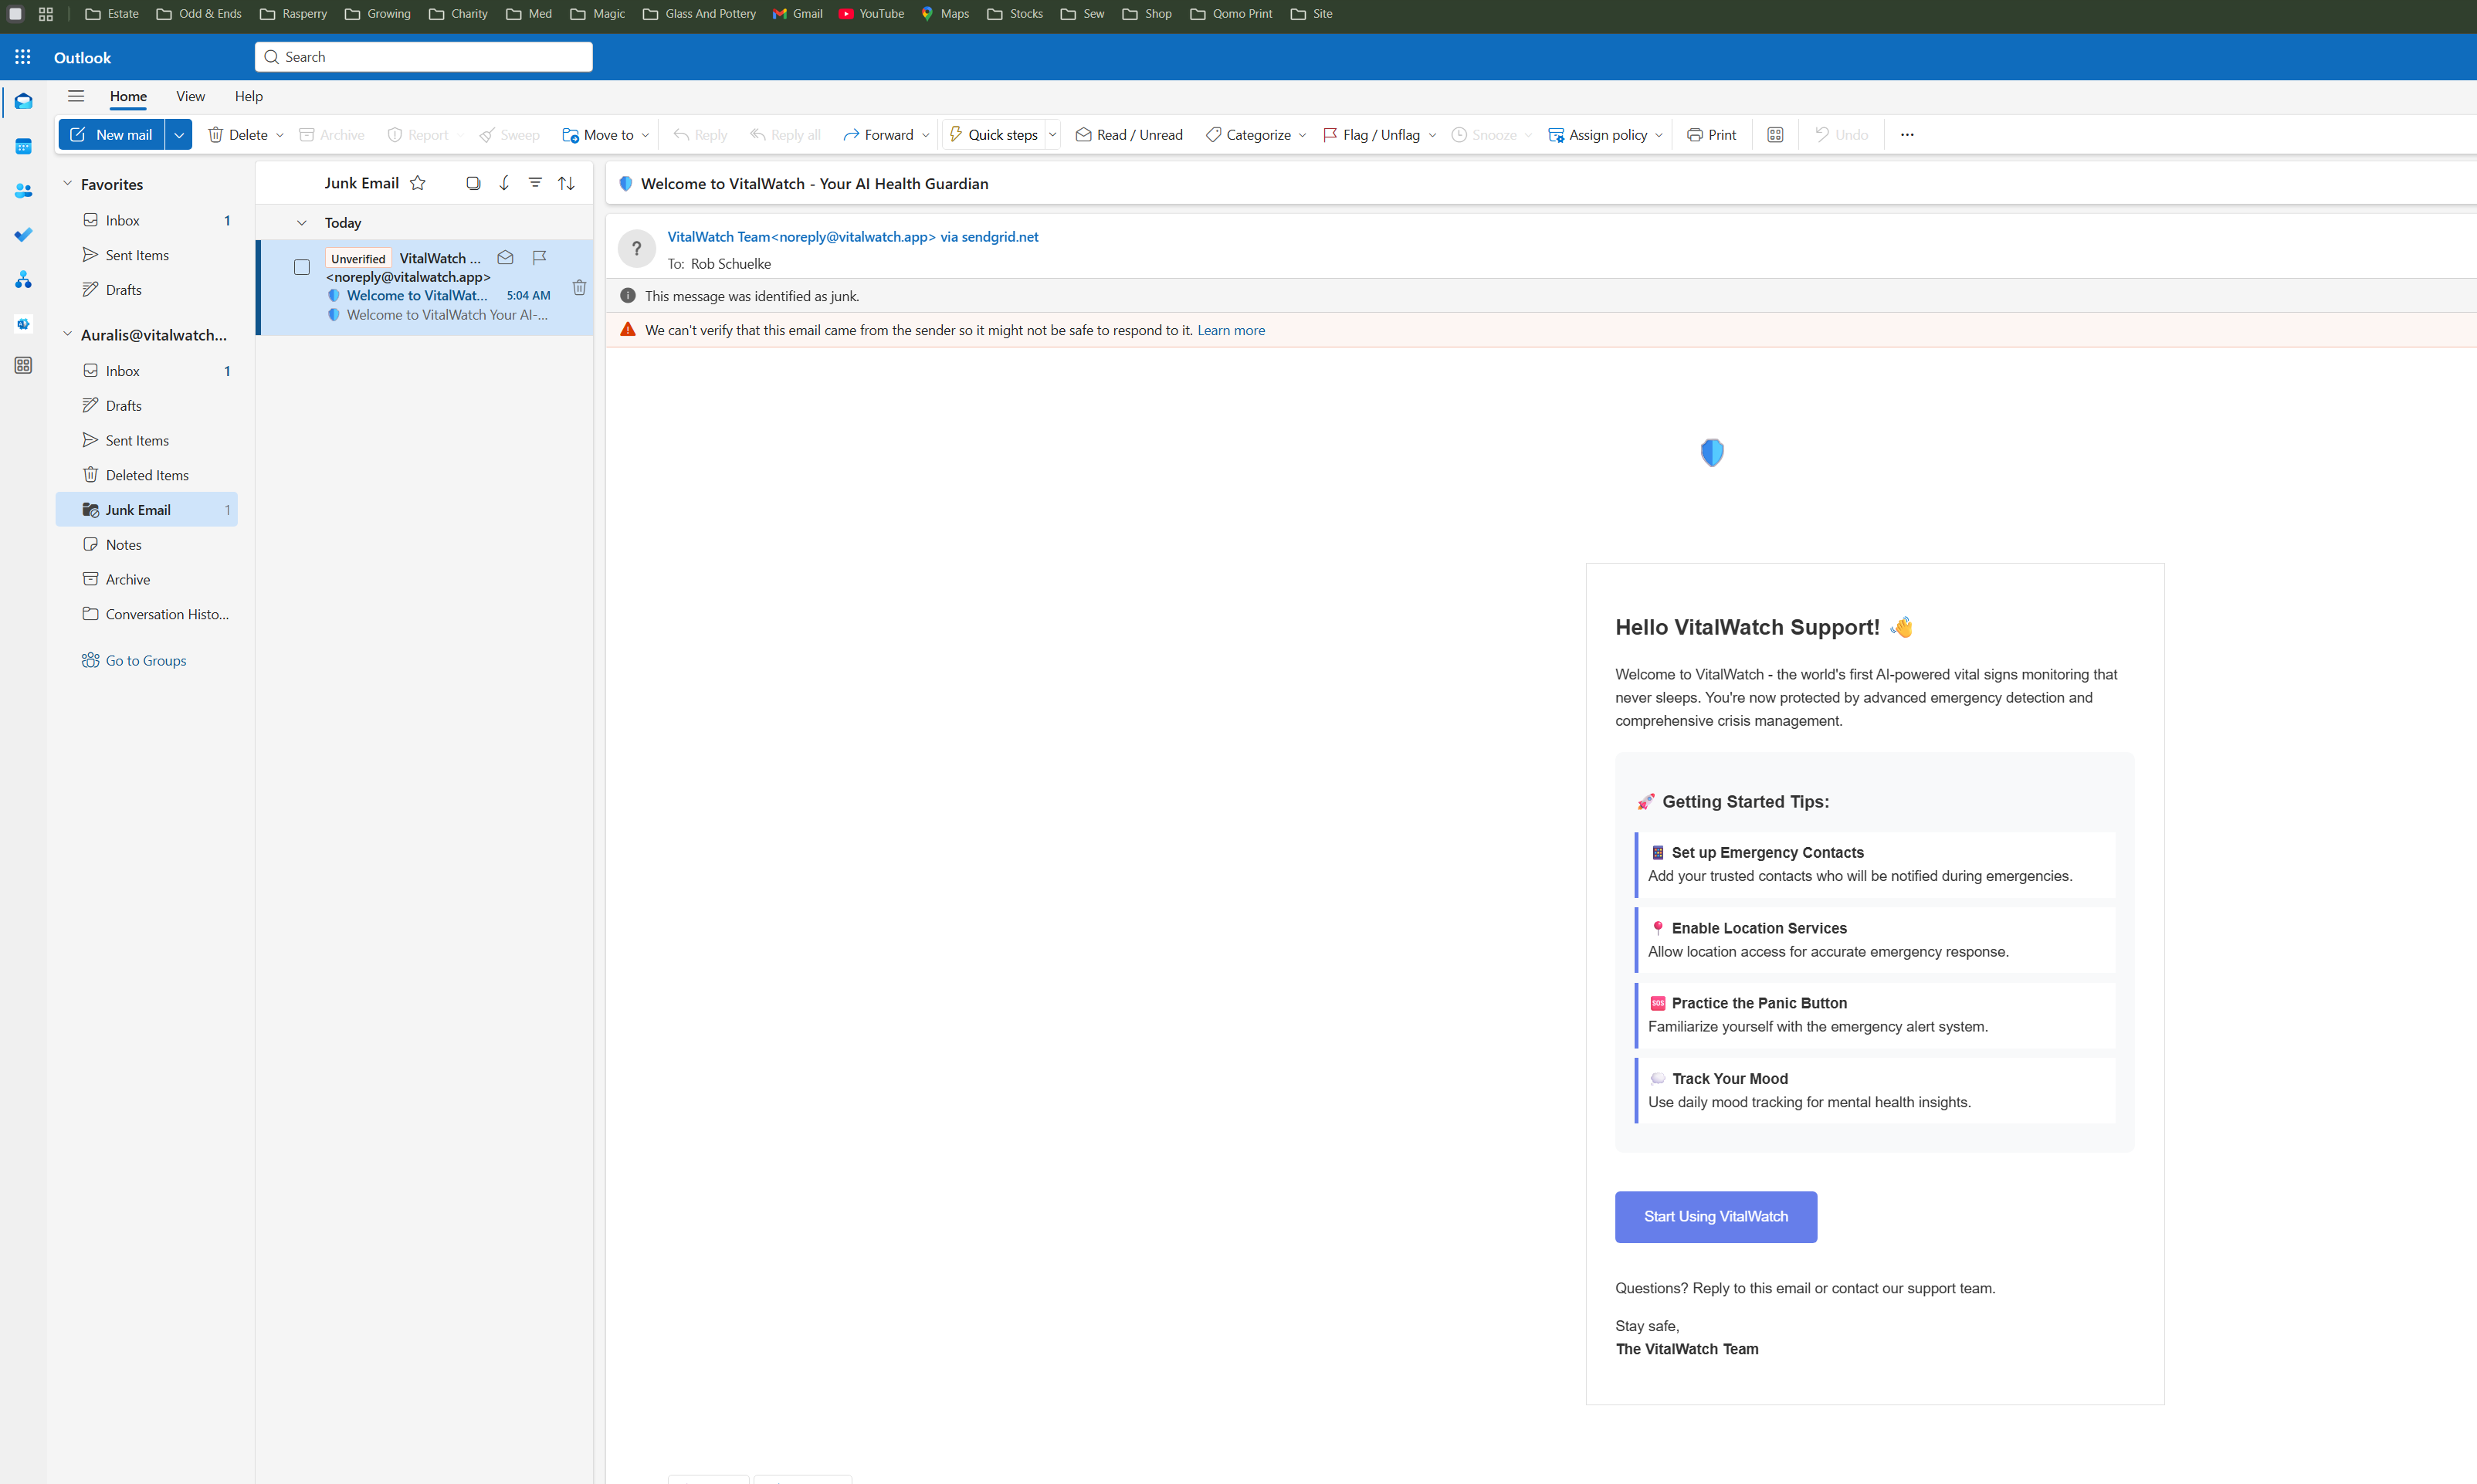 Estate Odd & Ends Rasperry Growing Charity Med Magic Glass And Pottery Gmail YouTube Maps Stocks Sew Shop Qomo Print Site
Outlook Search
Home View Help
New mail Delete Archive Report Sweep Move to Reply Reply all Forward Quick steps Read / Unread Categorize Flag / Unflag Snooze Assign policy Print Undo ...
Favorites
Inbox 1
Sent Items
Drafts
Auralis@vitalwatch...
Inbox 1
Drafts
Sent Items
Deleted Items
Junk Email 1
Notes
Archive
Conversation Histo...
Go to Groups
Junk Email
Today
Unverified VitalWatch ...
<noreply@vitalwatch.app>
Welcome to VitalWat... 5:04 AM
Welcome to VitalWatch Your AI-...
Welcome to VitalWatch - Your AI Health Guardian
?
VitalWatch Team<noreply@vitalwatch.app> via sendgrid.net
To: Rob Schuelke
This message was identified as junk.
We can't verify that this email came from the sender so it might not be safe to respond to it. Learn more
Hello VitalWatch Support! 👋
Welcome to VitalWatch - the world's first AI-powered vital signs monitoring that
never sleeps. You're now protected by advanced emergency detection and
comprehensive crisis management.
🚀 Getting Started Tips:
Set up Emergency Contacts
Add your trusted contacts who will be notified during emergencies.
📍 Enable Location Services
Allow location access for accurate emergency response.
🆘 Practice the Panic Button
Familiarize yourself with the emergency alert system.
💭 Track Your Mood
Use daily mood tracking for mental health insights.
Start Using VitalWatch
Questions? Reply to this email or contact our support team.
Stay safe,
The VitalWatch Team